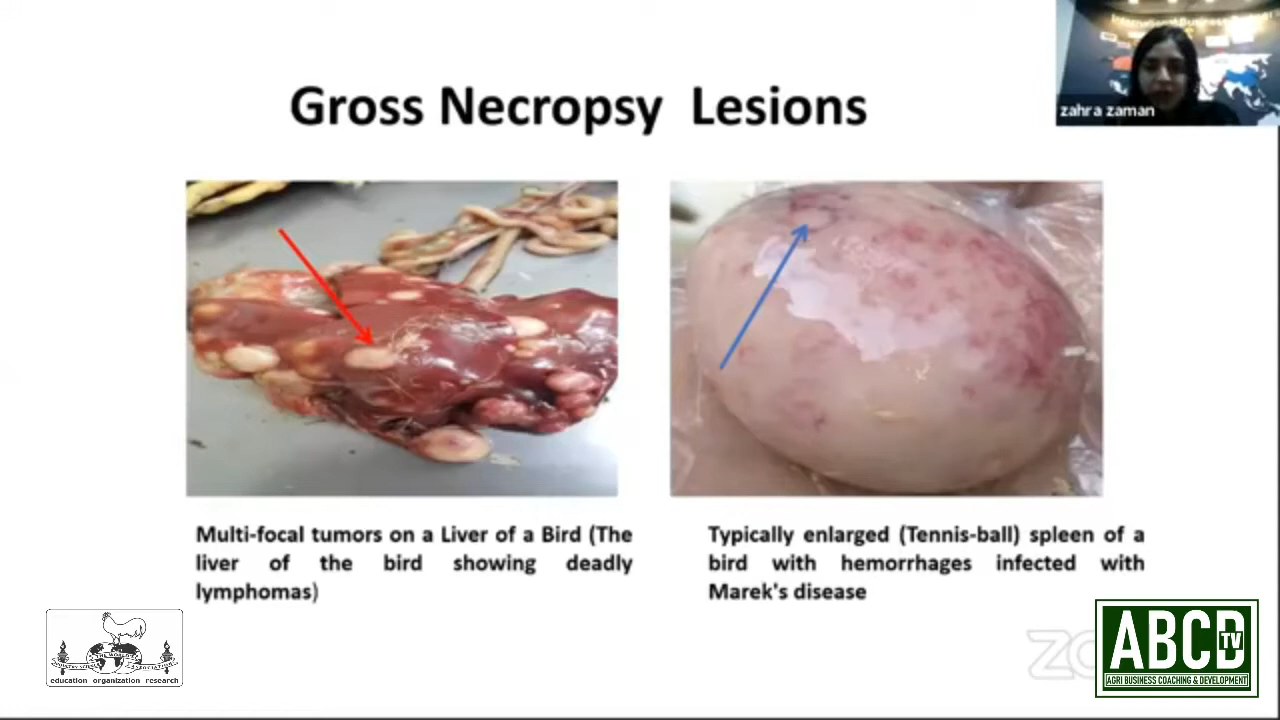 Gross Necropsy Lesions
zahra zaman
Multi-focal tumors on a Liver of a Bird (The
liver of the bird showing deadly
lymphomas)
Typically enlarged (Tennis-ball) spleen of a
bird with hemorrhages infected with
Marek's disease
education organization research
ABCD
TV
AGRI BUSINESS COACHING & DEVELOPMENT